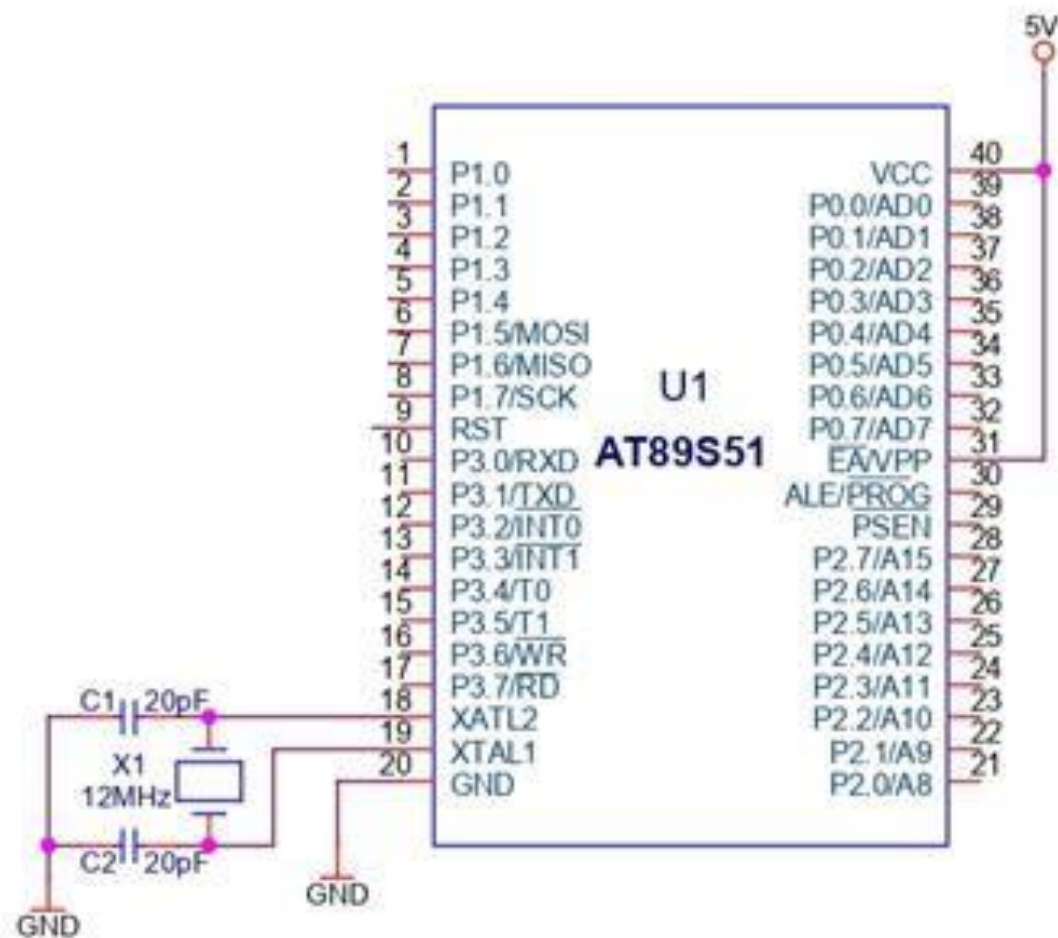 5V
1 P1.0
2 P1.1
3 P1.2
4 P1.3
5 P1.4
6 P1.5/MOSI
7 P1.6/MISO
8 P1.7/SCK
9 RST
10 P3.0/RXD
11 P3.1/TXD
12 P3.2/INT0
13 P3.3/INT1
14 P3.4/T0
15 P3.5/T1
16 P3.6/WR
17 P3.7/RD
18 XATL2
19 XTAL1
20 GND
U1
AT89S51
VCC 40
P0.0/AD0 39
P0.1/AD1 38
P0.2/AD2 37
P0.3/AD3 36
P0.4/AD4 35
P0.5/AD5 34
P0.6/AD6 33
P0.7/AD7 32
EA/VPP 31
ALE/PROG 30
PSEN 29
P2.7/A15 28
P2.6/A14 27
P2.5/A13 26
P2.4/A12 25
P2.3/A11 24
P2.2/A10 23
P2.1/A9 22
P2.0/A8 21
C1 20pF
X1
12MHz
C2 20pF
GND
GND